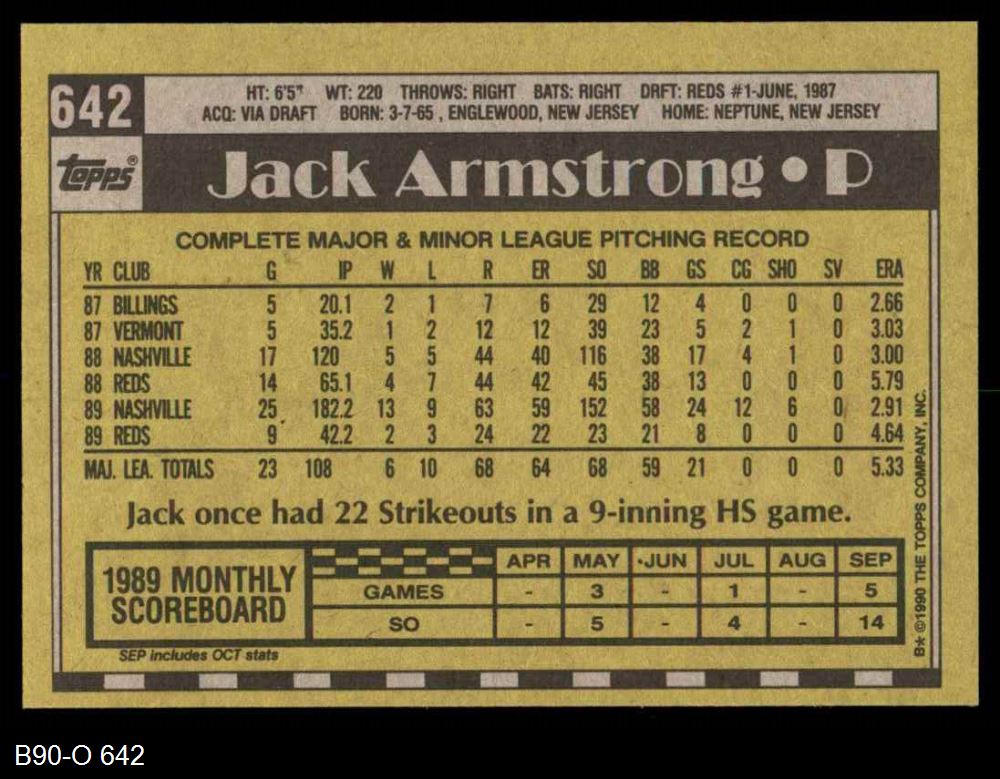 642
HT: 6'5" WT: 220 THROWS: RIGHT BATS: RIGHT DRFT: REDS #1-JUNE, 1987
ACQ: VIA DRAFT BORN: 3-7-65 , ENGLEWOOD, NEW JERSEY HOME: NEPTUNE, NEW JERSEY
topps®
Jack Armstrong • P
COMPLETE MAJOR & MINOR LEAGUE PITCHING RECORD
YR CLUB G IP W L R ER SO BB GS CG SHO SV ERA
87 BILLINGS 5 20.1 2 1 7 6 29 12 4 0 0 0 2.66
87 VERMONT 5 35.2 1 2 12 12 39 23 5 2 1 0 3.03
88 NASHVILLE 17 120 5 5 44 40 116 38 17 4 1 0 3.00
88 REDS 14 65.1 4 7 44 42 45 38 13 0 0 0 5.79
89 NASHVILLE 25 182.2 13 9 63 59 152 58 24 12 6 0 2.91
89 REDS 9 42.2 2 3 24 22 23 21 8 0 0 0 4.64
MAJ. LEA. TOTALS 23 108 6 10 68 64 68 59 21 0 0 0 5.33
Jack once had 22 Strikeouts in a 9-inning HS game.
1989 MONTHLY
SCOREBOARD
APR MAY JUN JUL AUG SEP
GAMES - 3 - 1 - 5
SO - 5 - 4 - 14
SEP includes OCT stats
B★ ©1990 THE TOPPS COMPANY, INC.
B90-O 642